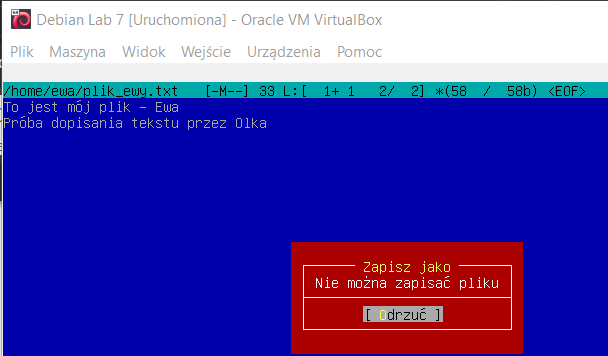 Debian Lab 7 [Uruchomiona] - Oracle VM VirtualBox
Plik Maszyna Widok Wejście Urządzenia Pomoc
/home/ewa/plik_ewy.txt [-M--] 33 L:[ 1+ 1 2/ 2] *(58 / 58b) <EOF>
To jest mój plik – Ewa
Próba dopisania tekstu przez Olka
Zapisz jako
Nie można zapisać pliku
[ Odrzuć ]